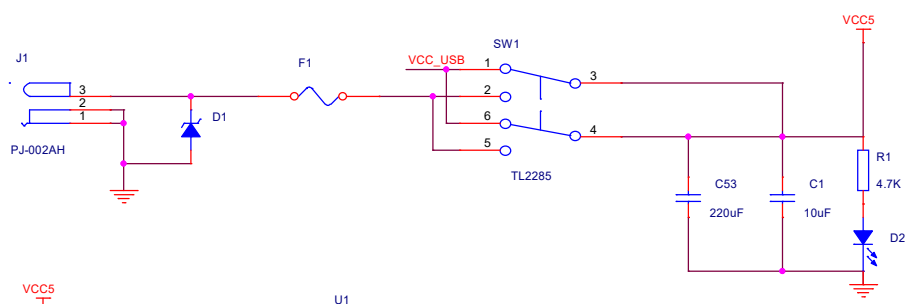 VCC5
J1
F1
SW1
VCC_USB
1
3
3
2
2
1
D1
6
4
5
PJ-002AH
TL2285
R1
4.7K
C53
220uF
C1
10uF
D2
VCC5
U1